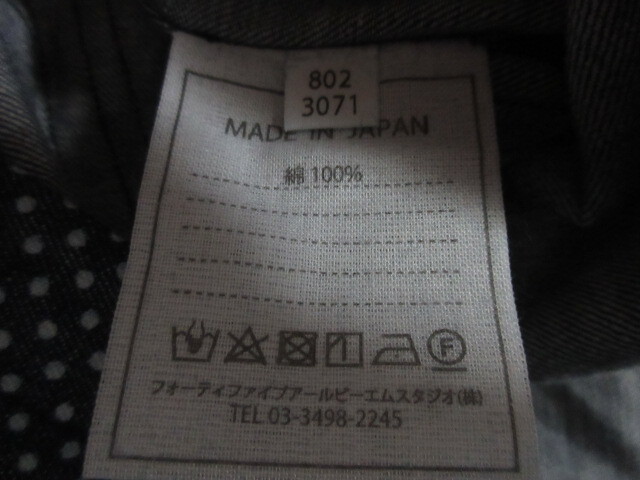 802
3071
MADE IN JAPAN
綿 100%
F
フォーティファイブアールピーエムスタジオ(株)
TEL 03-3498-2245